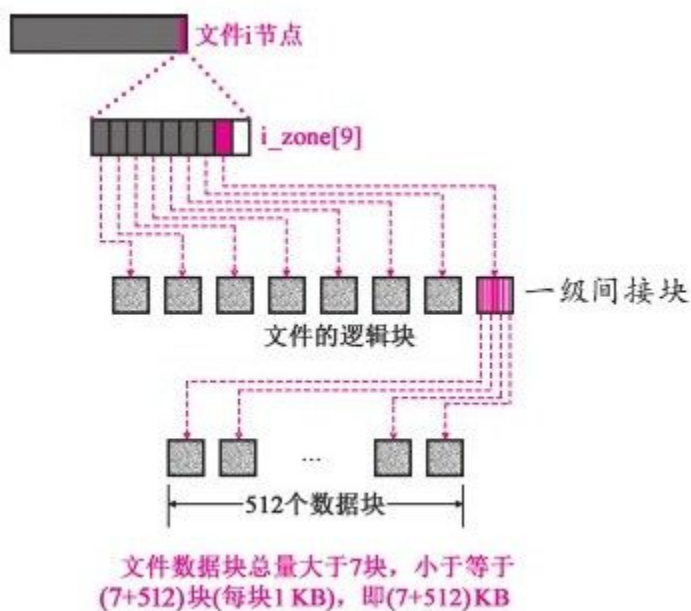 文件i节点
i_zone[9]
一级间接块
文件的逻辑块
...
512个数据块
文件数据块总量大于7块，小于等于
(7+512)块(每块1 KB)，即(7+512)KB